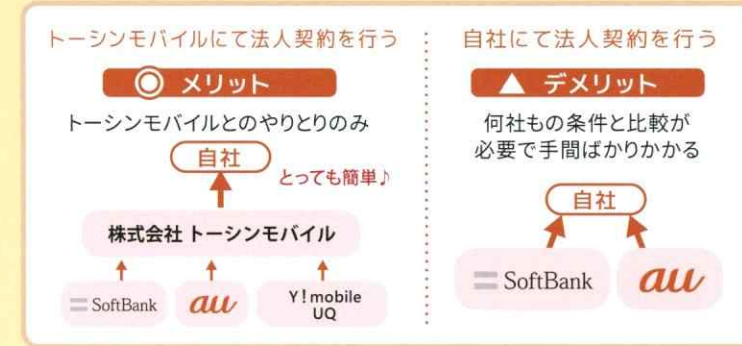 トーシンモバイルにて法人契約を行う
◎ メリット
トーシンモバイルとのやりとりのみ
自社
とっても簡単♪
株式会社 トーシンモバイル
SoftBank
au
Y!mobile
UQ
自社にて法人契約を行う
▲ デメリット
何社もの条件と比較が
必要で手間ばかりかかる
自社
SoftBank
au